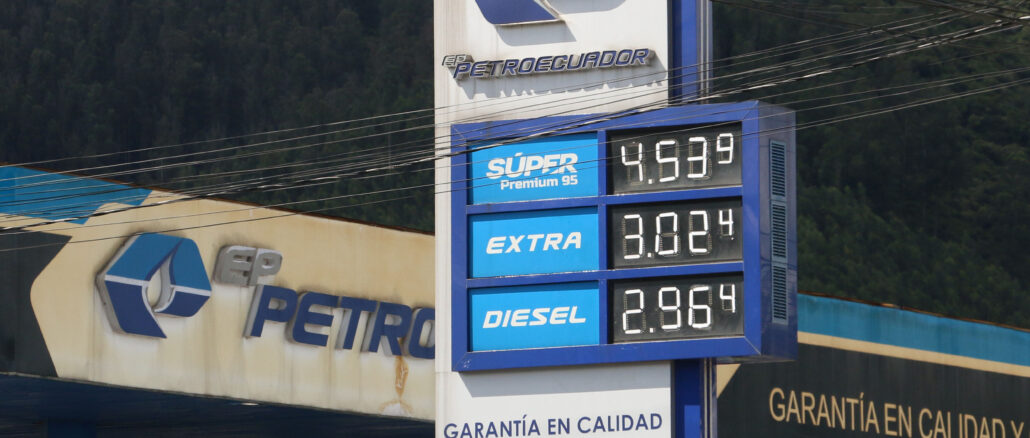 EP PETROECUADOR
SÚPER 4.539
Premium 95
EXTRA 3.024
DIESEL 2.964
GARANTÍA EN CALIDAD
EP
PETRO
GARANTÍA EN CALIDAD Y